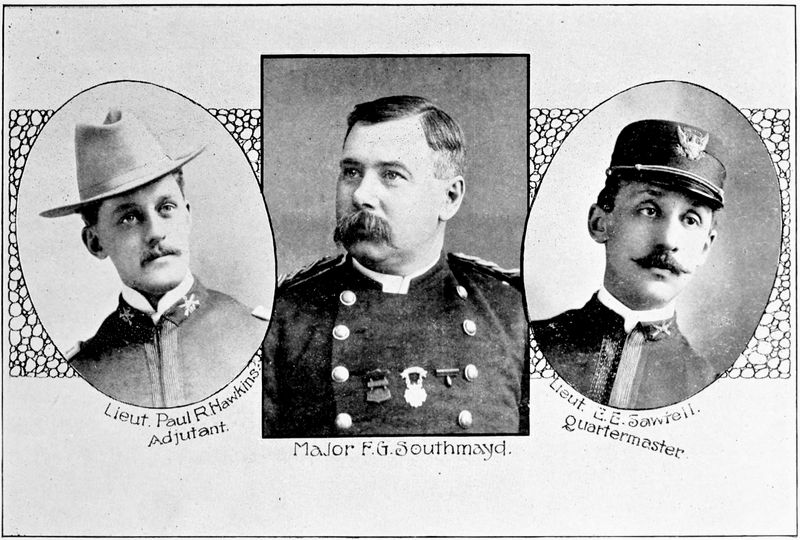 Lieut. Paul R. Hawkins.
Adjutant.
Major F.G. Southmayd.
Lieut. E.E. Sawtell.
Quartermaster.